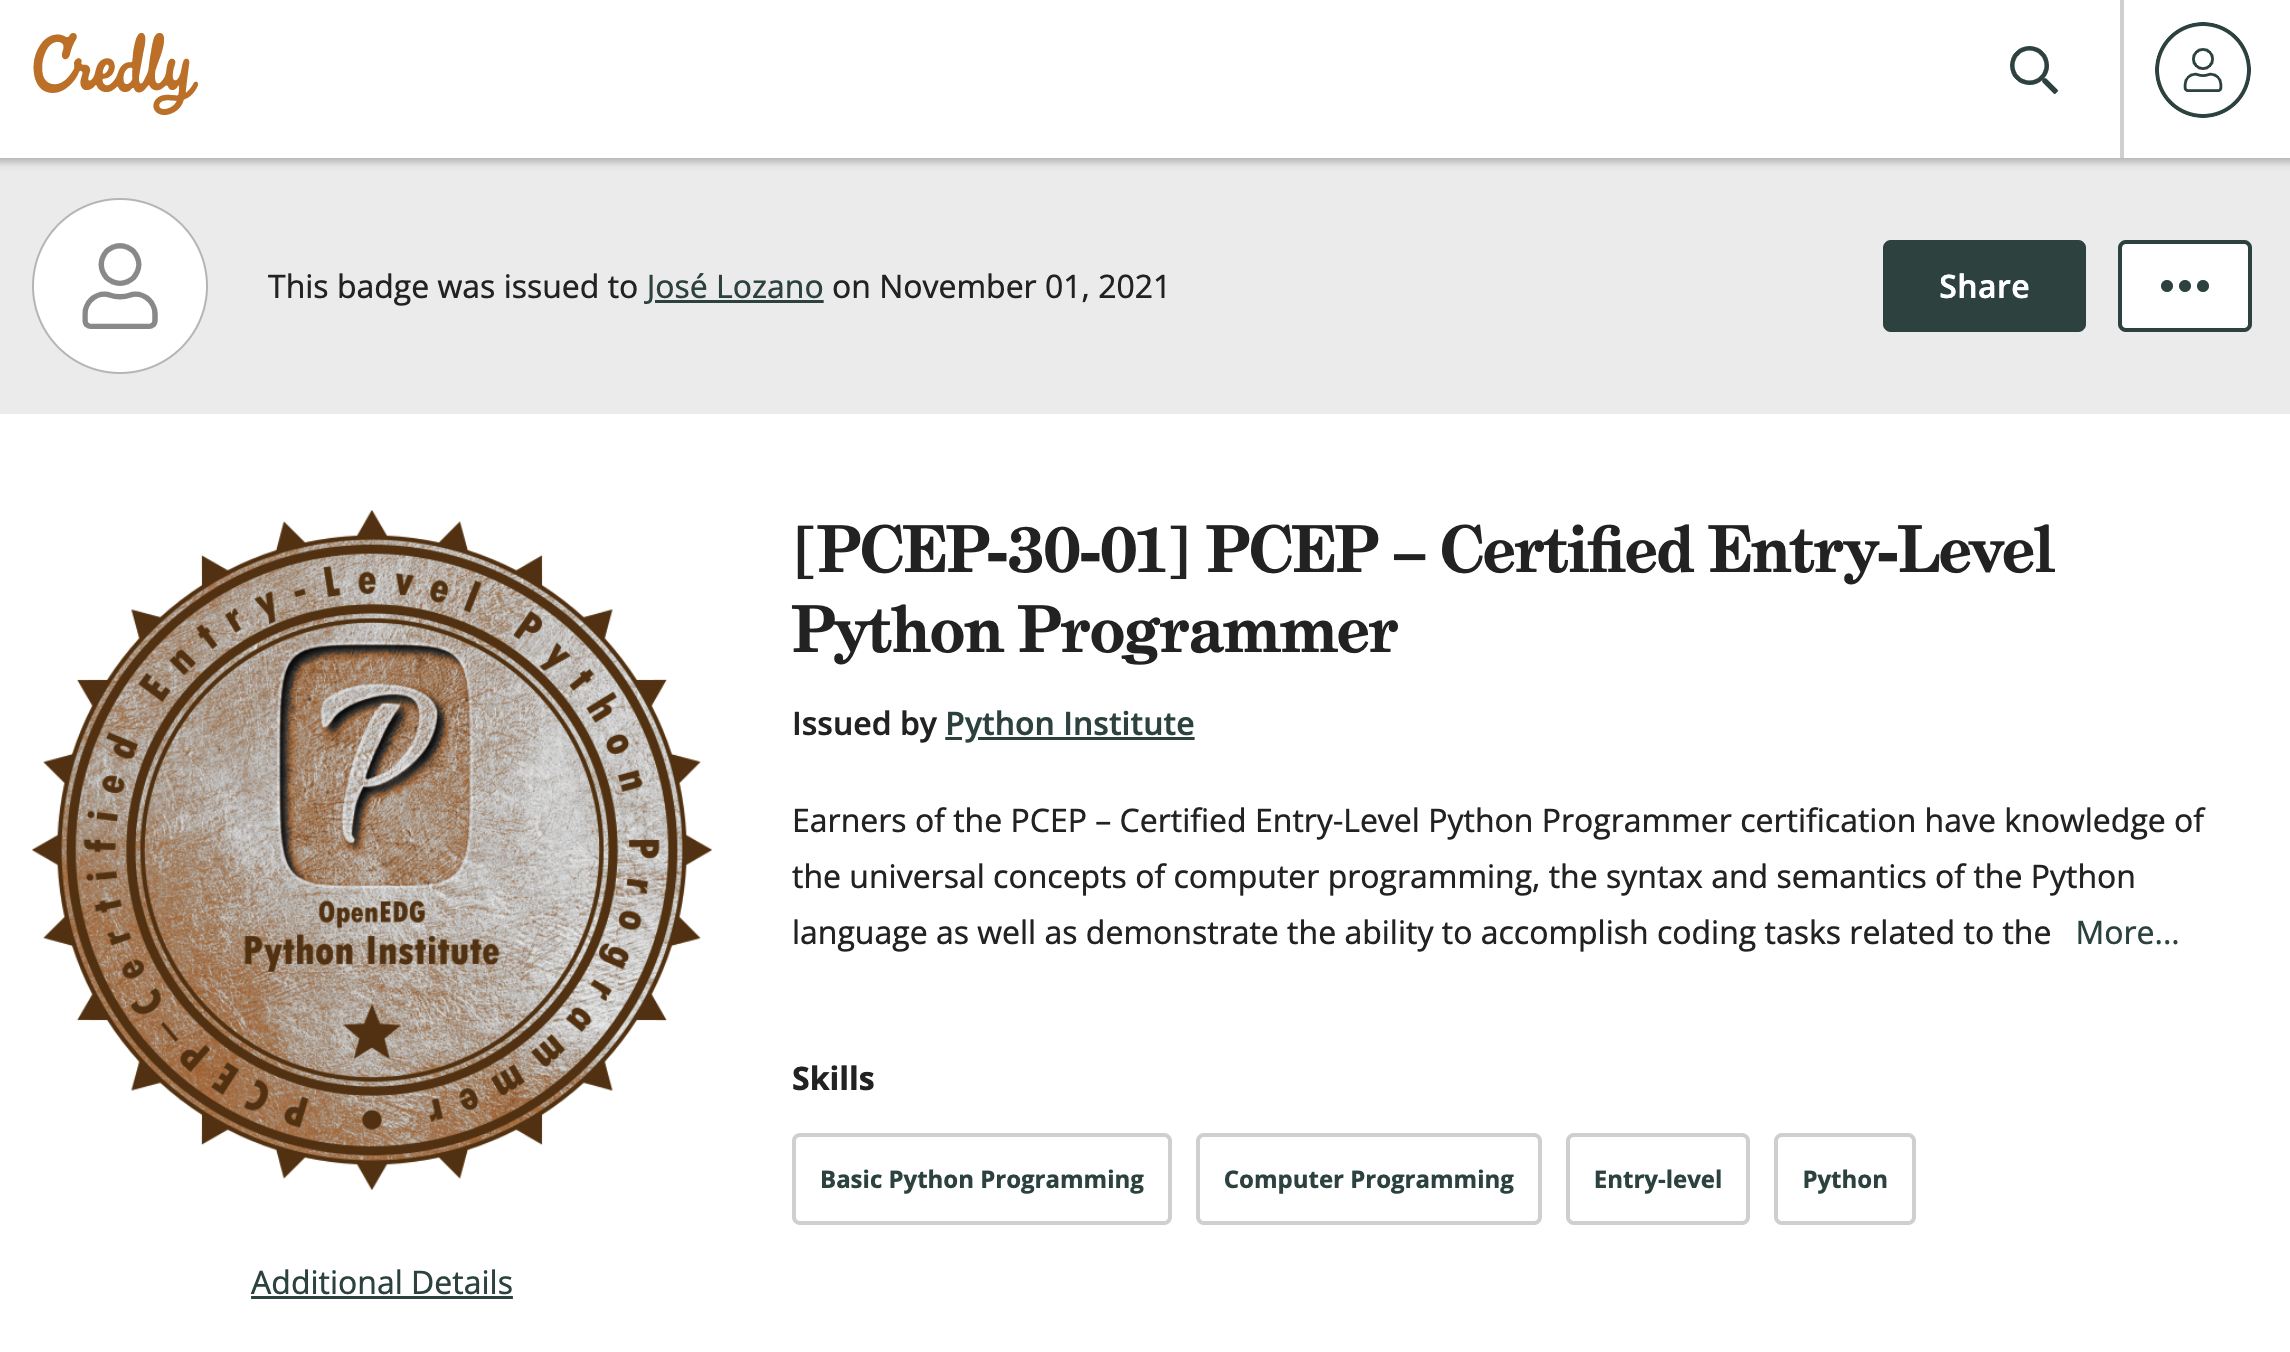 Credly
This badge was issued to José Lozano on November 01, 2021
Share
PCEP-Certified Entry-Level Python Programmer •
P
OpenEDG
Python Institute
Additional Details
[PCEP-30-01] PCEP – Certified Entry-Level
Python Programmer
Issued by Python Institute
Earners of the PCEP – Certified Entry-Level Python Programmer certification have knowledge of
the universal concepts of computer programming, the syntax and semantics of the Python
language as well as demonstrate the ability to accomplish coding tasks related to the More...
Skills
Basic Python Programming
Computer Programming
Entry-level
Python